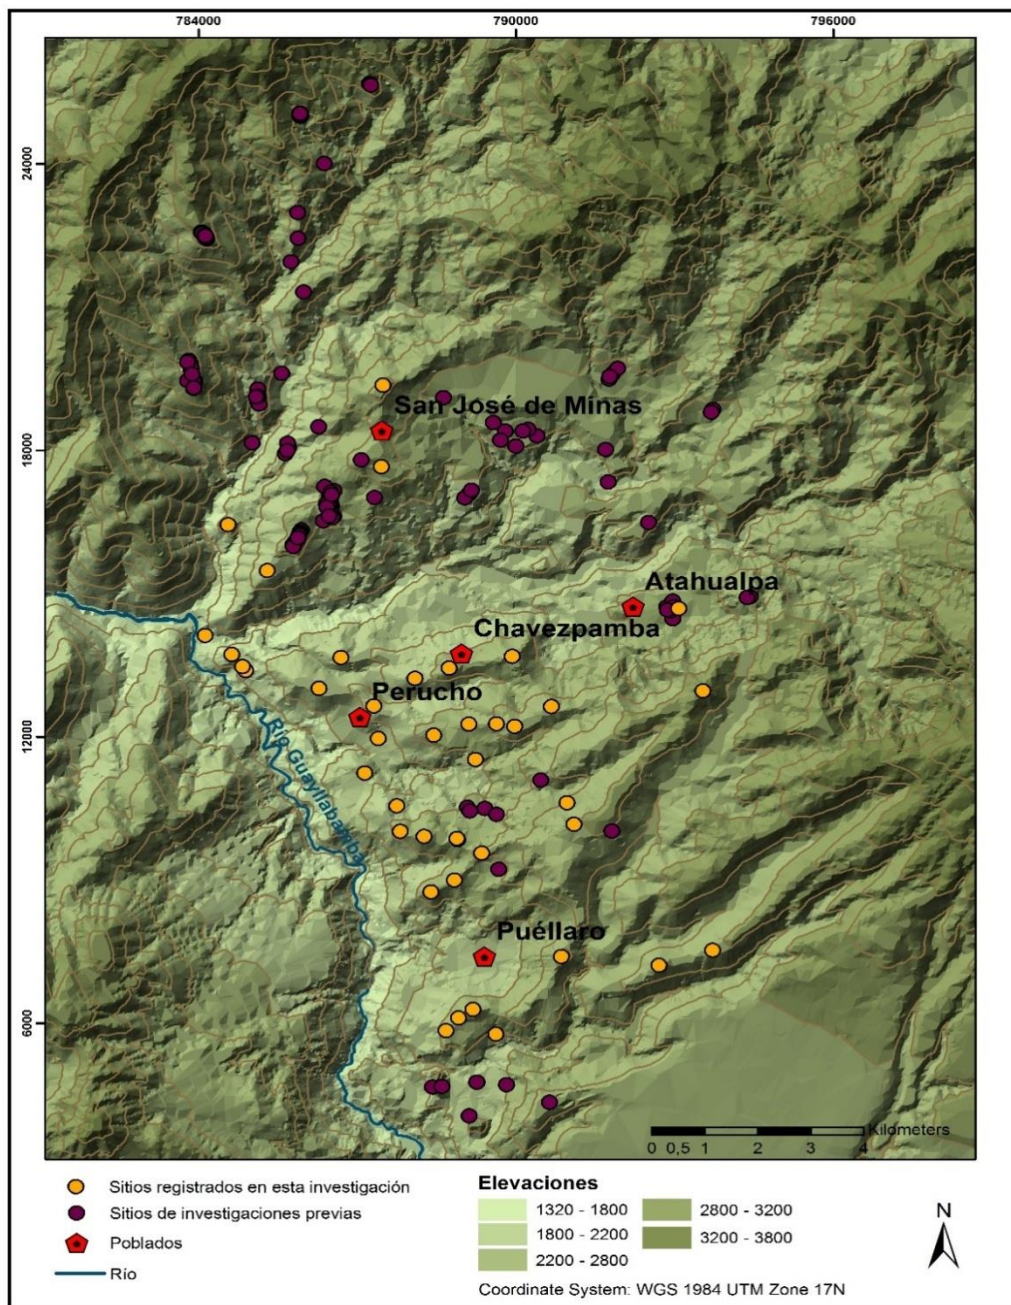 784000
790000
796000
24000
18000
12000
6000
San José de Minas
Atahualpa
Chavezpamba
Perucho
Río Guayllabamba
Puéllaro
Kilometers
0 0,5 1 2 3 4
Sitios registrados en esta investigación
Sitios de investigaciones previas
Poblados
Río
Elevaciones
1320 - 1800
1800 - 2200
2200 - 2800
2800 - 3200
3200 - 3800
Coordinate System: WGS 1984 UTM Zone 17N
N